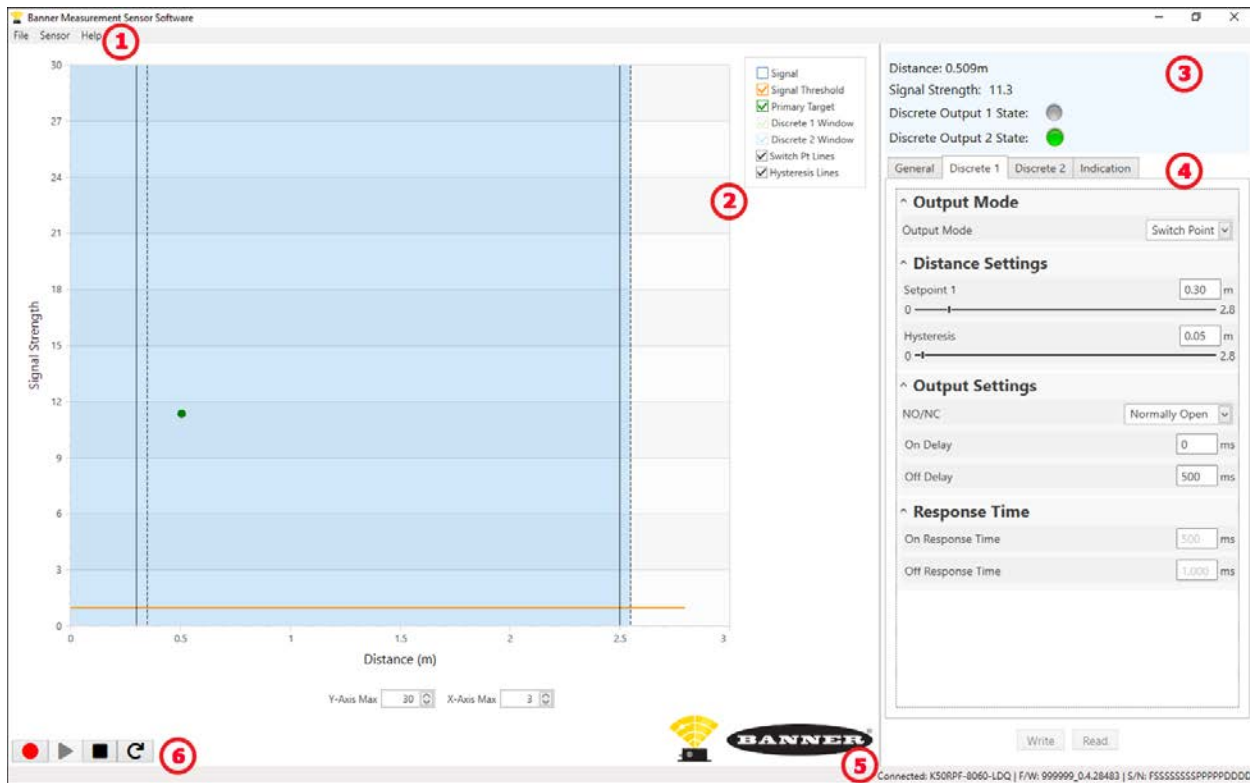 Banner Measurement Sensor Software
File Sensor Help
1
30
27
24
21
18
15
12
9
6
3
0
Signal Strength
0 0.5 1 1.5 2 2.5 3
Distance (m)
Y-Axis Max 30 X-Axis Max 3
Signal
Signal Threshold
Primary Target
Discrete 1 Window
Discrete 2 Window
Switch Pt Lines
Hysteresis Lines
2
Distance: 0.509m
Signal Strength: 11.3
Discrete Output 1 State:
Discrete Output 2 State:
3
General Discrete 1 Discrete 2 Indication
4
Output Mode
Output Mode Switch Point
Distance Settings
Setpoint 1 0.30 m
0 2.8
Hysteresis 0.05 m
0 2.8
Output Settings
NO/NC Normally Open
On Delay 0 ms
Off Delay 500 ms
Response Time
On Response Time 500 ms
Off Response Time 1,000 ms
Write Read
6
BANNER
5
Connected: K50RPF-8060-LDQ | F/W: 999999_0.4.28483 | S/N: